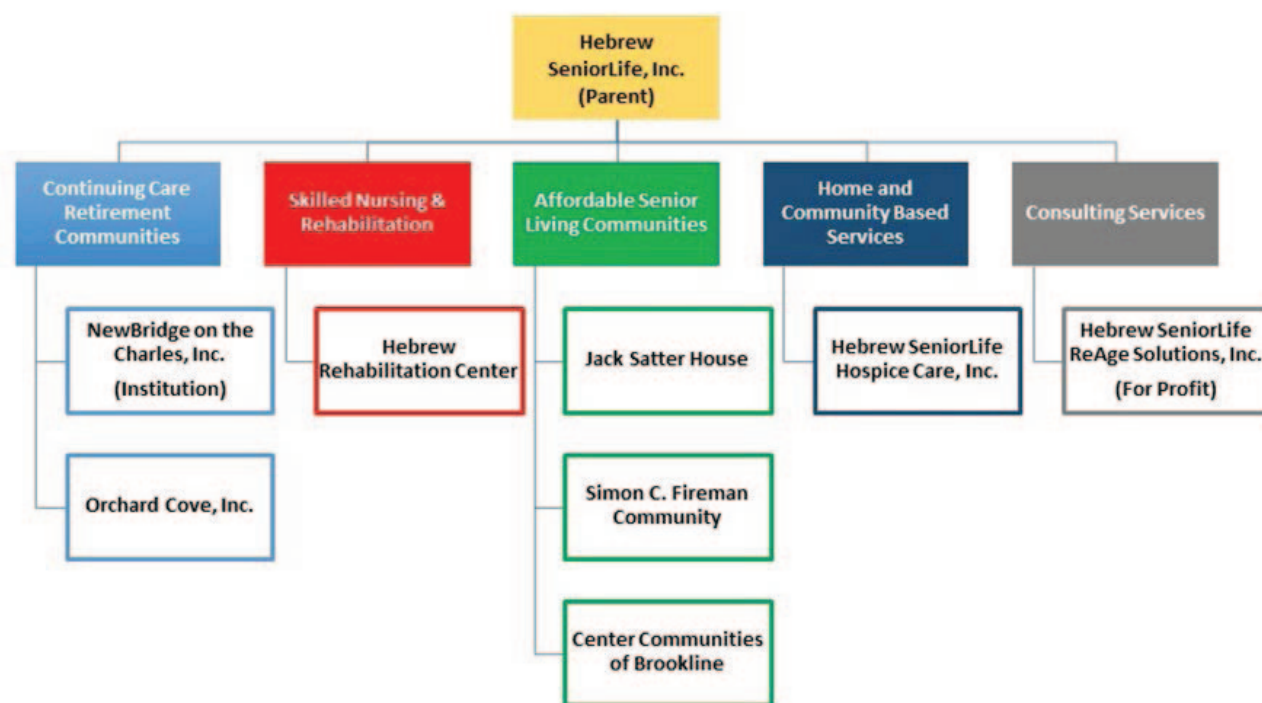 Hebrew
SeniorLife, Inc.
(Parent)
Continuing Care
Retirement
Communities
Skilled Nursing &
Rehabilitation
Affordable Senior
Living Communities
Home and
Community Based
Services
Consulting Services
NewBridge on the
Charles, Inc.
(Institution)
Hebrew
Rehabilitation Center
Jack Satter House
Hebrew SeniorLife
Hospice Care, Inc.
Hebrew SeniorLife
ReAge Solutions, Inc.
(For Profit)
Orchard Cove, Inc.
Simon C. Fireman
Community
Center Communities
of Brookline